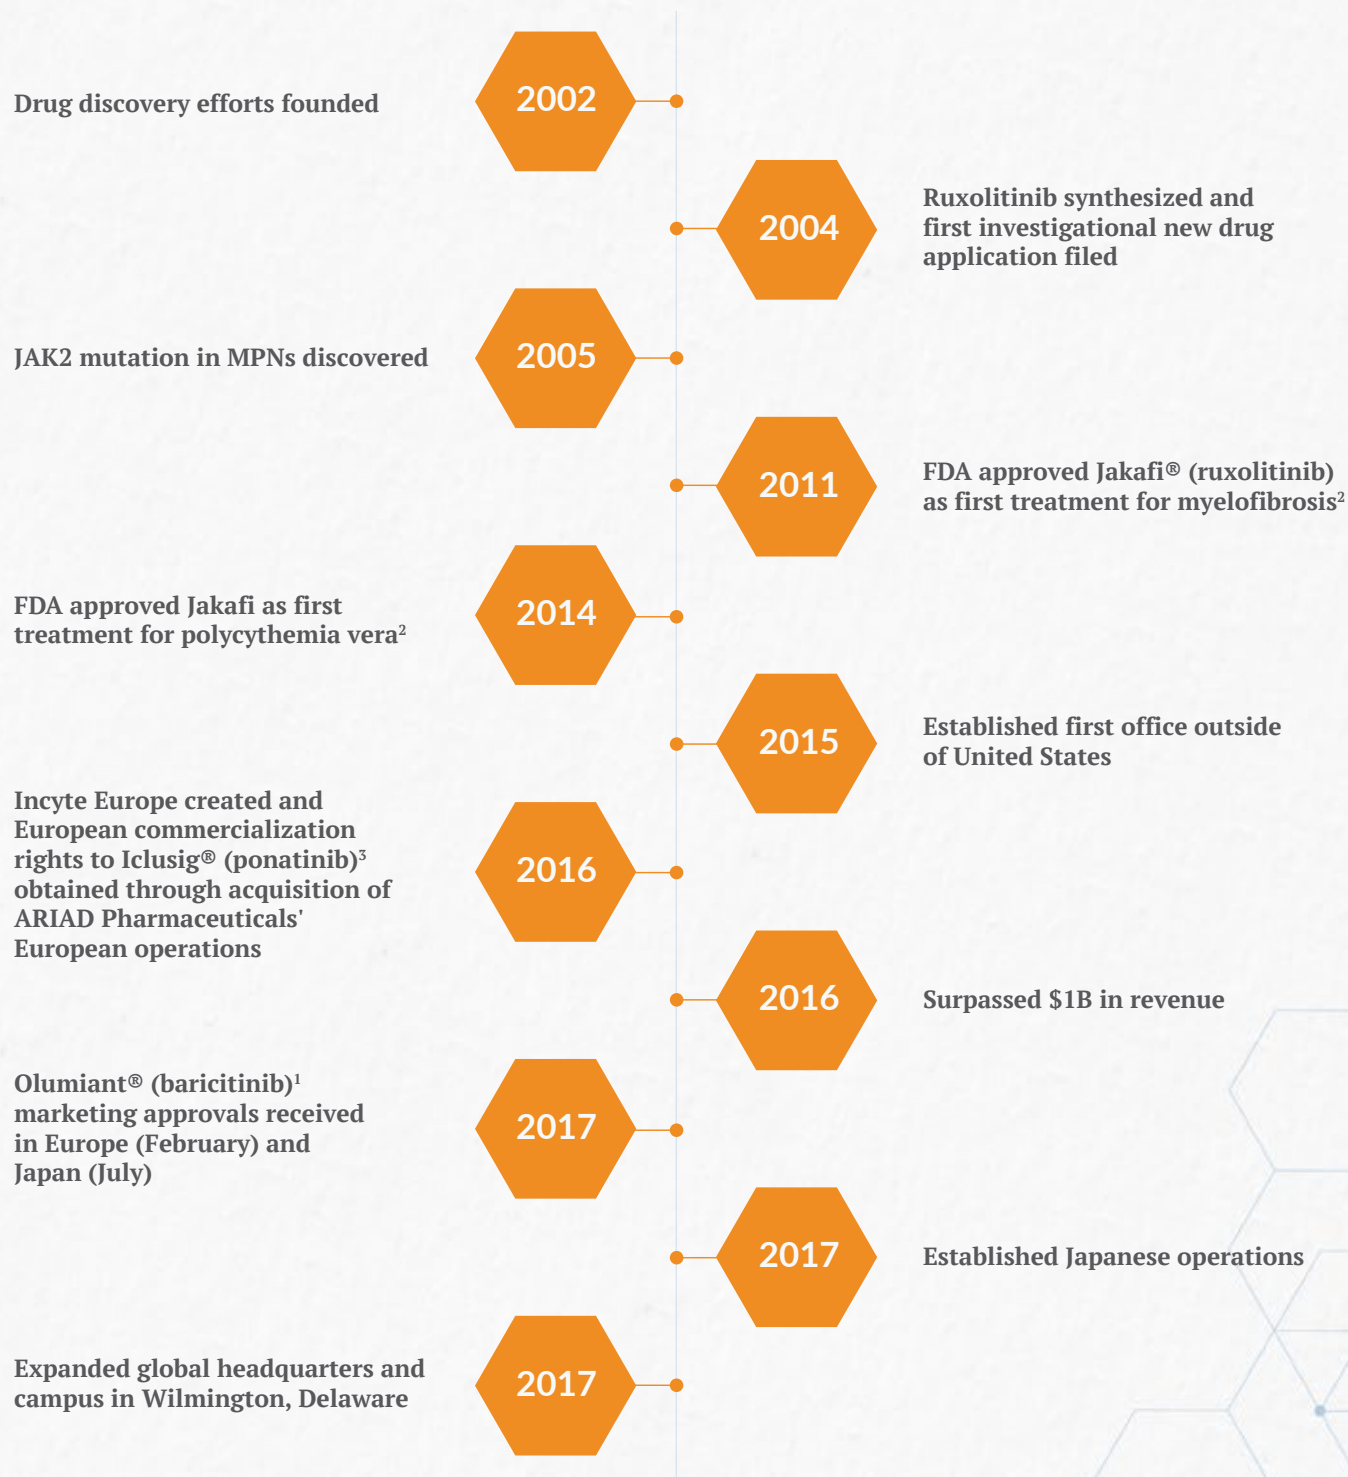 Drug discovery efforts founded
2002
2004
Ruxolitinib synthesized and
first investigational new drug
application filed
JAK2 mutation in MPNs discovered
2005
2011
FDA approved Jakafi® (ruxolitinib)
as first treatment for myelofibrosis²
FDA approved Jakafi as first
treatment for polycythemia vera²
2014
2015
Established first office outside
of United States
Incyte Europe created and
European commercialization
rights to Iclusig® (ponatinib)³
obtained through acquisition of
ARIAD Pharmaceuticals'
European operations
2016
2016
Surpassed $1B in revenue
Olumiant® (baricitinib)¹
marketing approvals received
in Europe (February) and
Japan (July)
2017
2017
Established Japanese operations
Expanded global headquarters and
campus in Wilmington, Delaware
2017